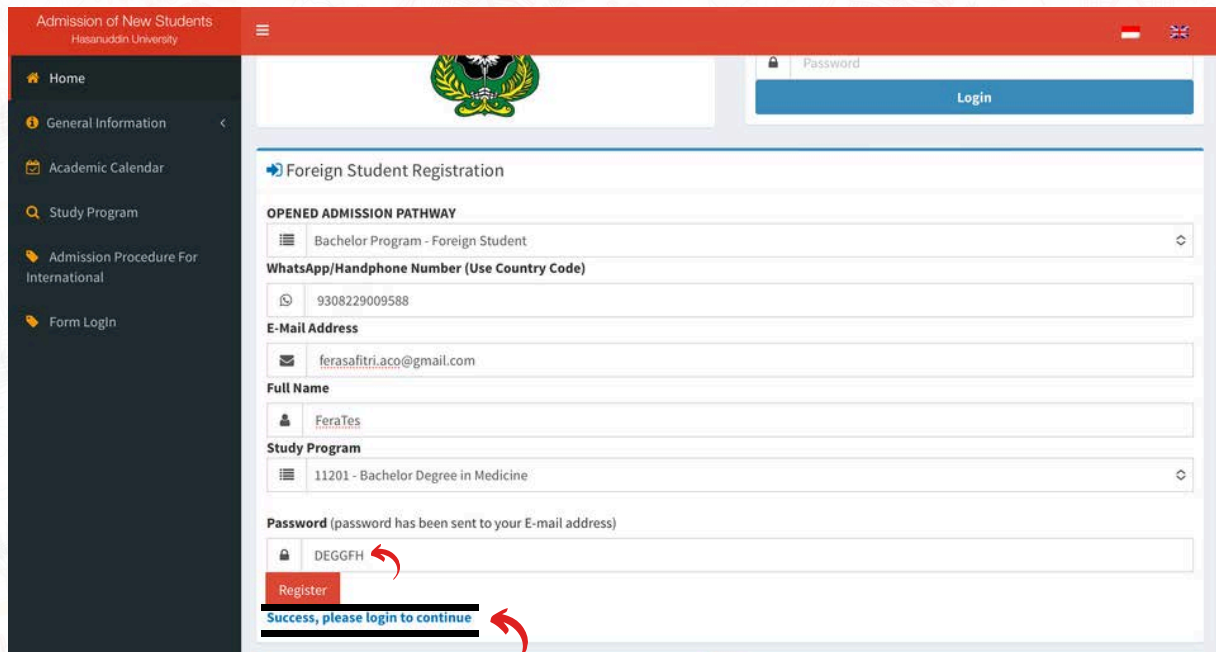 Admission of New Students
Hasanuddin University
Home
General Information
Academic Calendar
Study Program
Admission Procedure For
International
Form LogIn
Password
Login
Foreign Student Registration
OPENED ADMISSION PATHWAY
Bachelor Program - Foreign Student
WhatsApp/Handphone Number (Use Country Code)
9308229009588
E-Mail Address
ferasafitri.aco@gmail.com
Full Name
FeraTes
Study Program
11201 - Bachelor Degree in Medicine
Password (password has been sent to your E-mail address)
DEGGFH
Register
Success, please login to continue